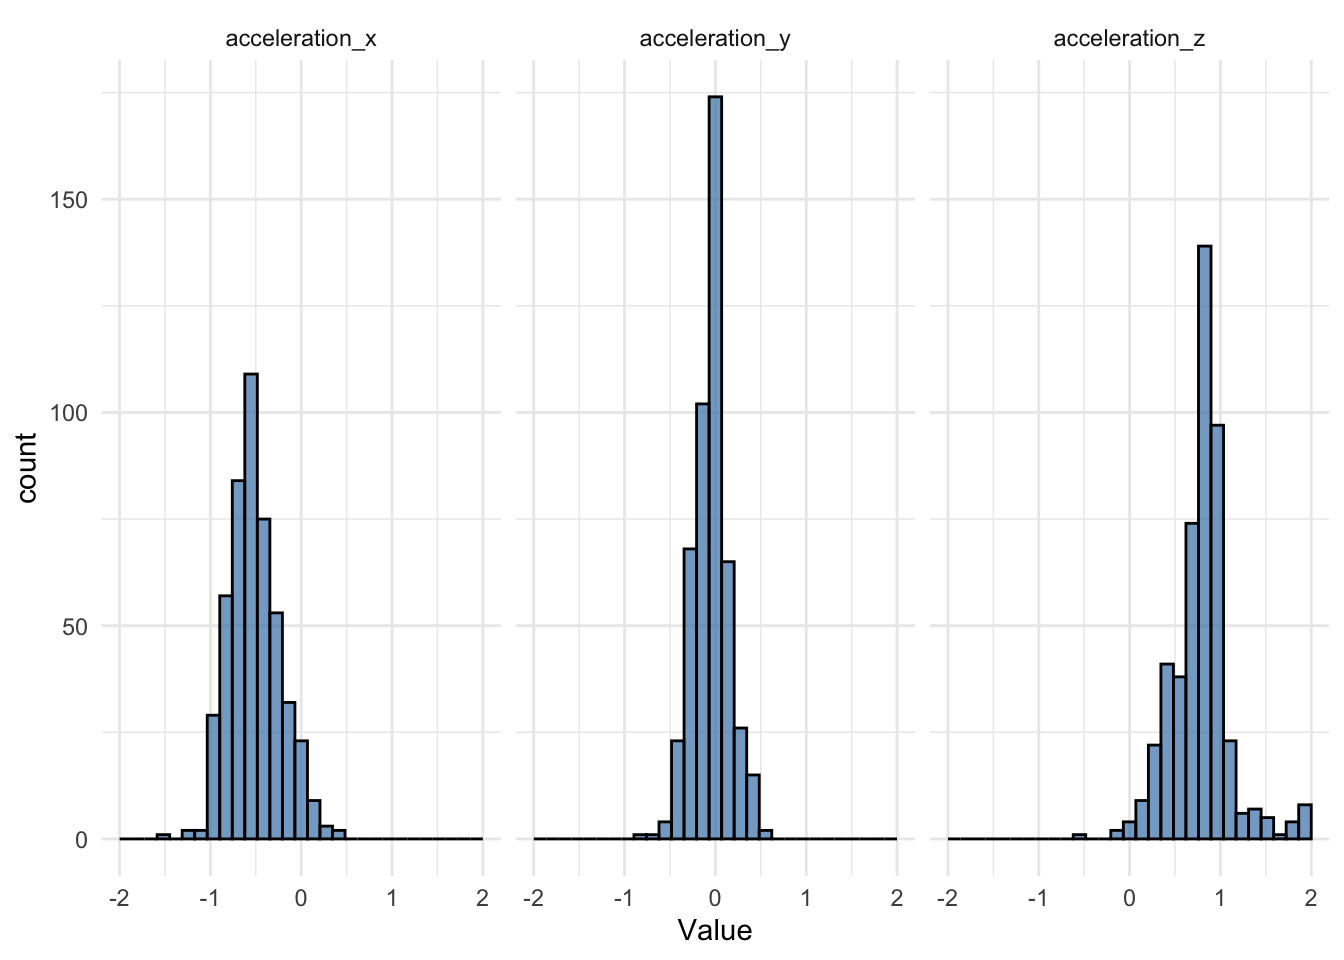 acceleration_x acceleration_y acceleration_z
150
100
50
0
count
-2 -1 0 1 2 -2 -1 0 1 2 -2 -1 0 1 2
Value